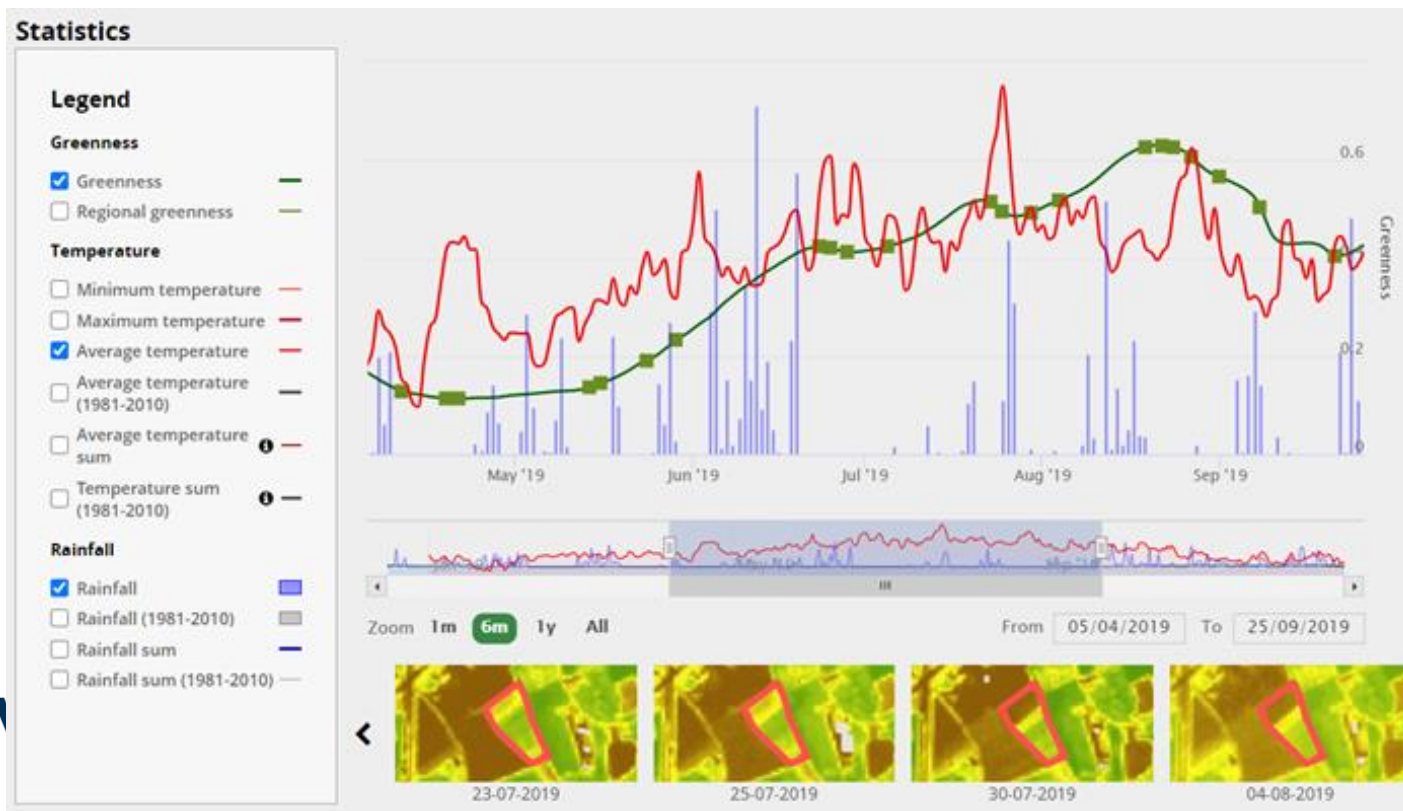 Statistics
Legend
Greenness
Greenness
Regional greenness
Temperature
Minimum temperature
Maximum temperature
Average temperature
Average temperature
(1981-2010)
Average temperature
sum
Temperature sum
(1981-2010)
Rainfall
Rainfall
Rainfall (1981-2010)
Rainfall sum
Rainfall sum (1981-2010)
0.6
0.2
0
Greenness
May '19
Jun '19
Jul '19
Aug '19
Sep '19
Zoom 1m 6m 1y All
From 05/04/2019 To 25/09/2019
23-07-2019
25-07-2019
30-07-2019
04-08-2019